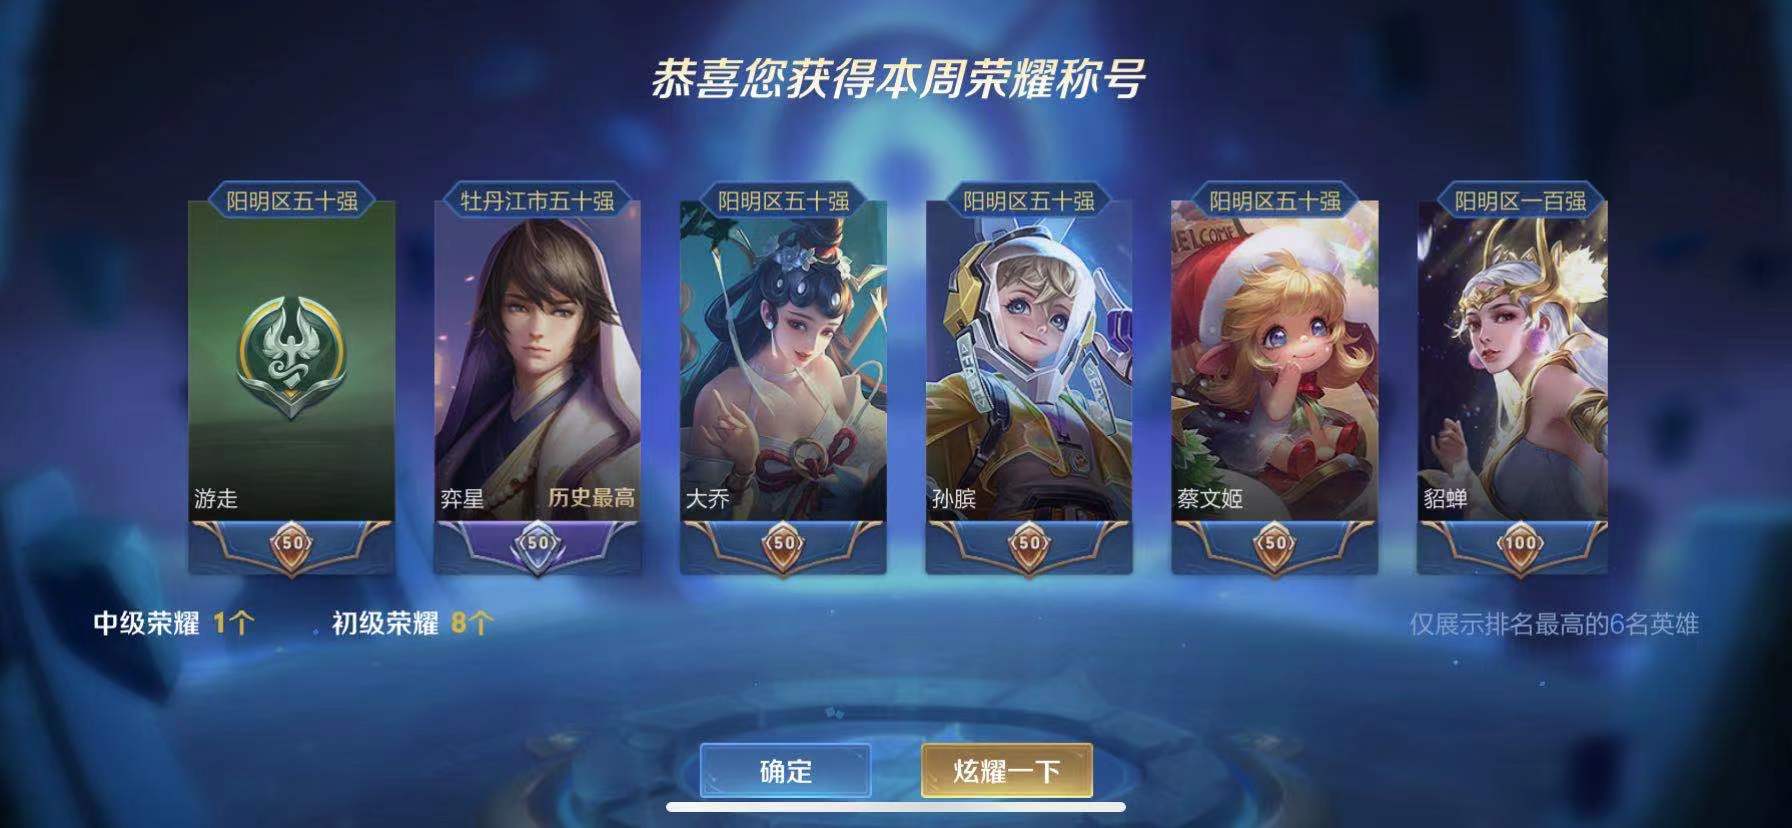 恭喜您获得本周荣耀称号
阳明区五十强
牡丹江市五十强
阳明区五十强
阳明区五十强
阳明区五十强
阳明区一百强
WELCOME
游走
弈星
历史最高
大乔
孙膑
蔡文姬
貂蝉
50
50
50
50
50
100
中级荣耀 1个
初级荣耀 8个
仅展示排名最高的6名英雄
确定
炫耀一下